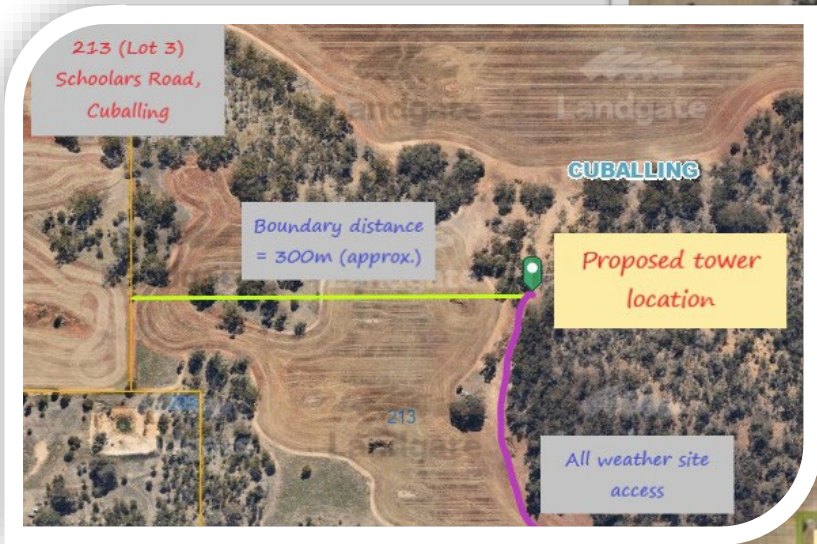 213 (Lot 3)
Schoolars Road,
Cuballing
Landgate
Landgate
CUBALLING
Boundary distance
= 300m (approx.)
Proposed tower
location
213
All weather site
access